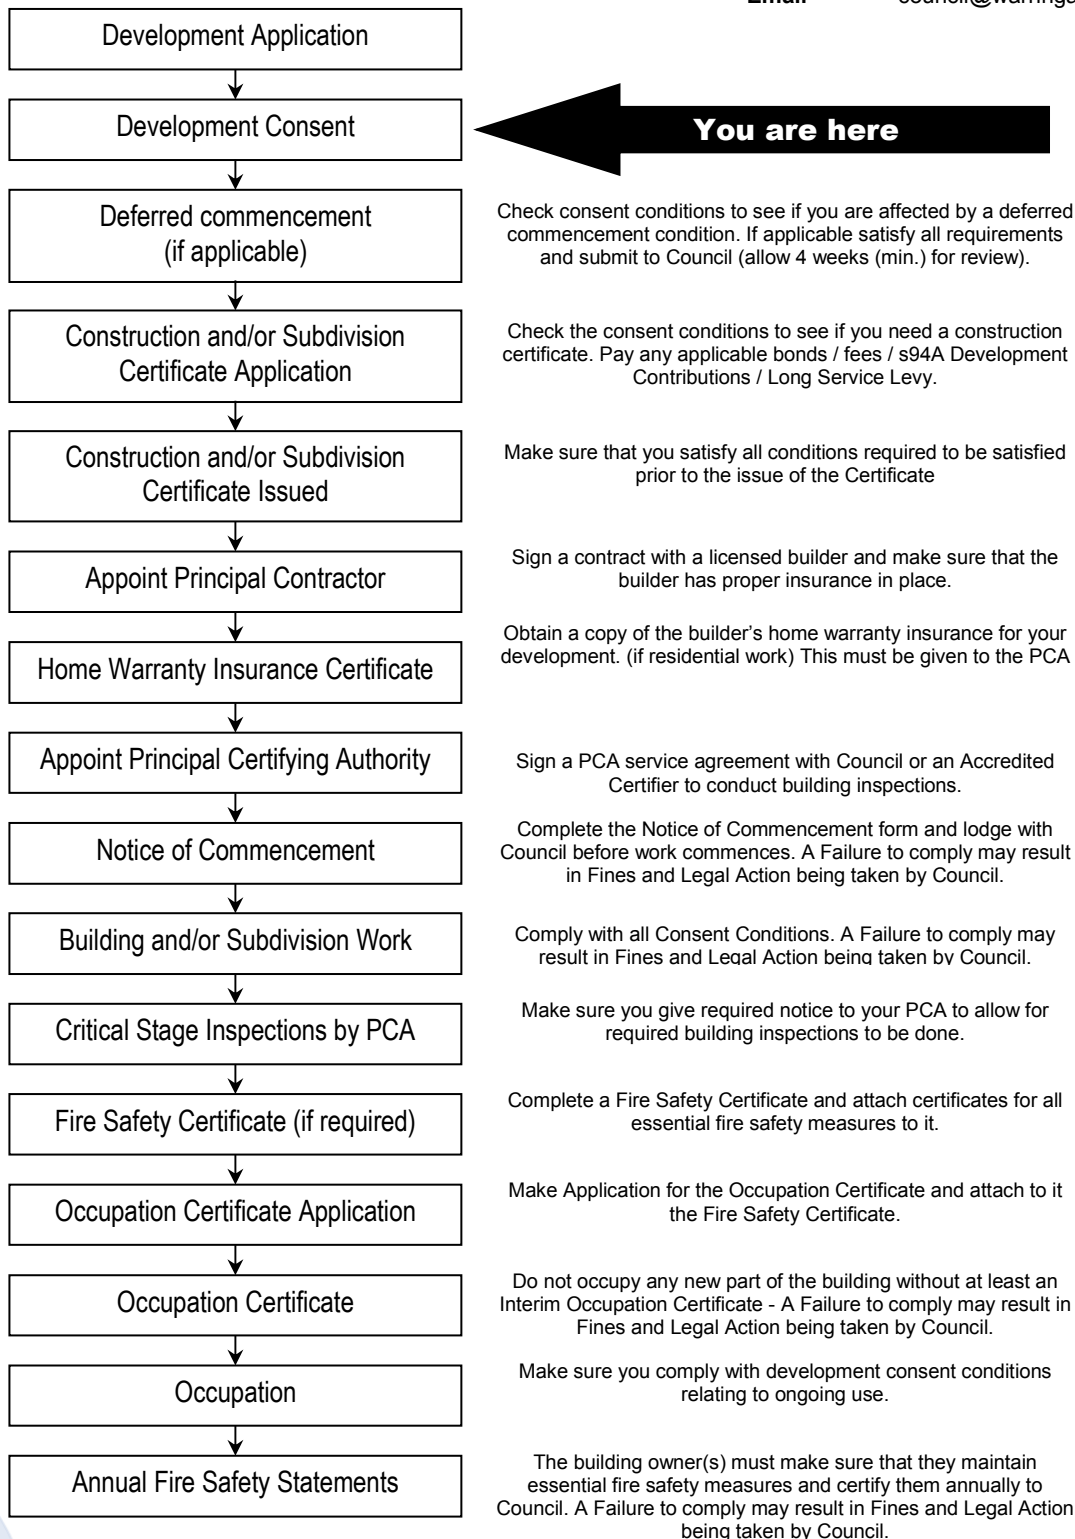 Email council@warringa
Development Application
Development Consent
You are here
Deferred commencement
(if applicable)
Check consent conditions to see if you are affected by a deferred
commencement condition. If applicable satisfy all requirements
and submit to Council (allow 4 weeks (min.) for review).
Construction and/or Subdivision
Certificate Application
Check the consent conditions to see if you need a construction
certificate. Pay any applicable bonds / fees / s94A Development
Contributions / Long Service Levy.
Construction and/or Subdivision
Certificate Issued
Make sure that you satisfy all conditions required to be satisfied
prior to the issue of the Certificate
Appoint Principal Contractor
Sign a contract with a licensed builder and make sure that the
builder has proper insurance in place.
Home Warranty Insurance Certificate
Obtain a copy of the builder’s home warranty insurance for your
development. (if residential work) This must be given to the PCA
Appoint Principal Certifying Authority
Sign a PCA service agreement with Council or an Accredited
Certifier to conduct building inspections.
Notice of Commencement
Complete the Notice of Commencement form and lodge with
Council before work commences. A Failure to comply may result
in Fines and Legal Action being taken by Council.
Building and/or Subdivision Work
Comply with all Consent Conditions. A Failure to comply may
result in Fines and Legal Action being taken by Council.
Critical Stage Inspections by PCA
Make sure you give required notice to your PCA to allow for
required building inspections to be done.
Fire Safety Certificate (if required)
Complete a Fire Safety Certificate and attach certificates for all
essential fire safety measures to it.
Occupation Certificate Application
Make Application for the Occupation Certificate and attach to it
the Fire Safety Certificate.
Occupation Certificate
Do not occupy any new part of the building without at least an
Interim Occupation Certificate - A Failure to comply may result in
Fines and Legal Action being taken by Council.
Occupation
Make sure you comply with development consent conditions
relating to ongoing use.
Annual Fire Safety Statements
The building owner(s) must make sure that they maintain
essential fire safety measures and certify them annually to
Council. A Failure to comply may result in Fines and Legal Action
being taken by Council.